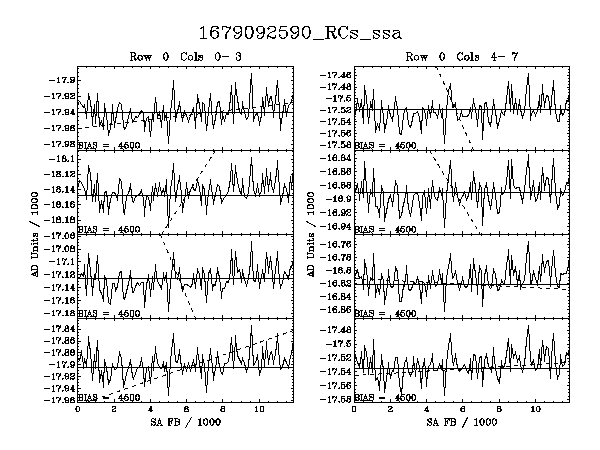 1679092590_RCs_ssa
Row 0 Cols 0- 3
Row 0 Cols 4- 7
-17.9
-17.92
-17.94
-17.96
-17.98
BIAS = 4600
-18.1
-18.12
-18.14
-18.16
-18.18
BIAS = 4600
-17.06
-17.08
-17.1
-17.12
-17.14
-17.16
-17.18
BIAS = 4600
-17.84
-17.86
-17.88
-17.9
-17.92
-17.94
-17.96
BIAS = 4600
0 2 4 6 8 10
SA FB / 1000
AD Units / 1000
-17.46
-17.48
-17.5
-17.52
-17.54
-17.56
-17.58
BIAS = 4600
-16.84
-16.86
-16.88
-16.9
-16.92
-16.94
BIAS = 4600
-16.76
-16.78
-16.8
-16.82
-16.84
-16.86
BIAS = 4600
-17.48
-17.5
-17.52
-17.54
-17.56
-17.58
BIAS = 4600
0 2 4 6 8 10
SA FB / 1000
AD Units / 1000